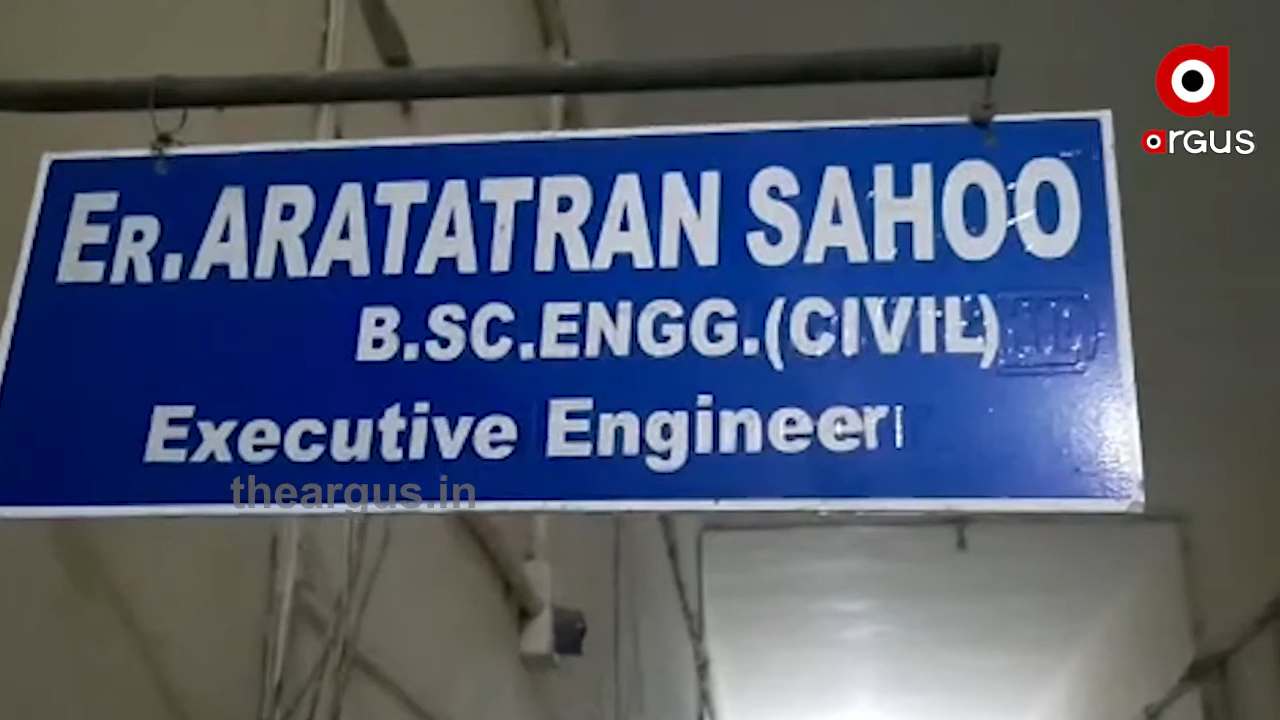 argus
ER.ARATATRAN SAHOO
B.SC.ENGG.(CIVIL)
Executive Engineer
theargus.in